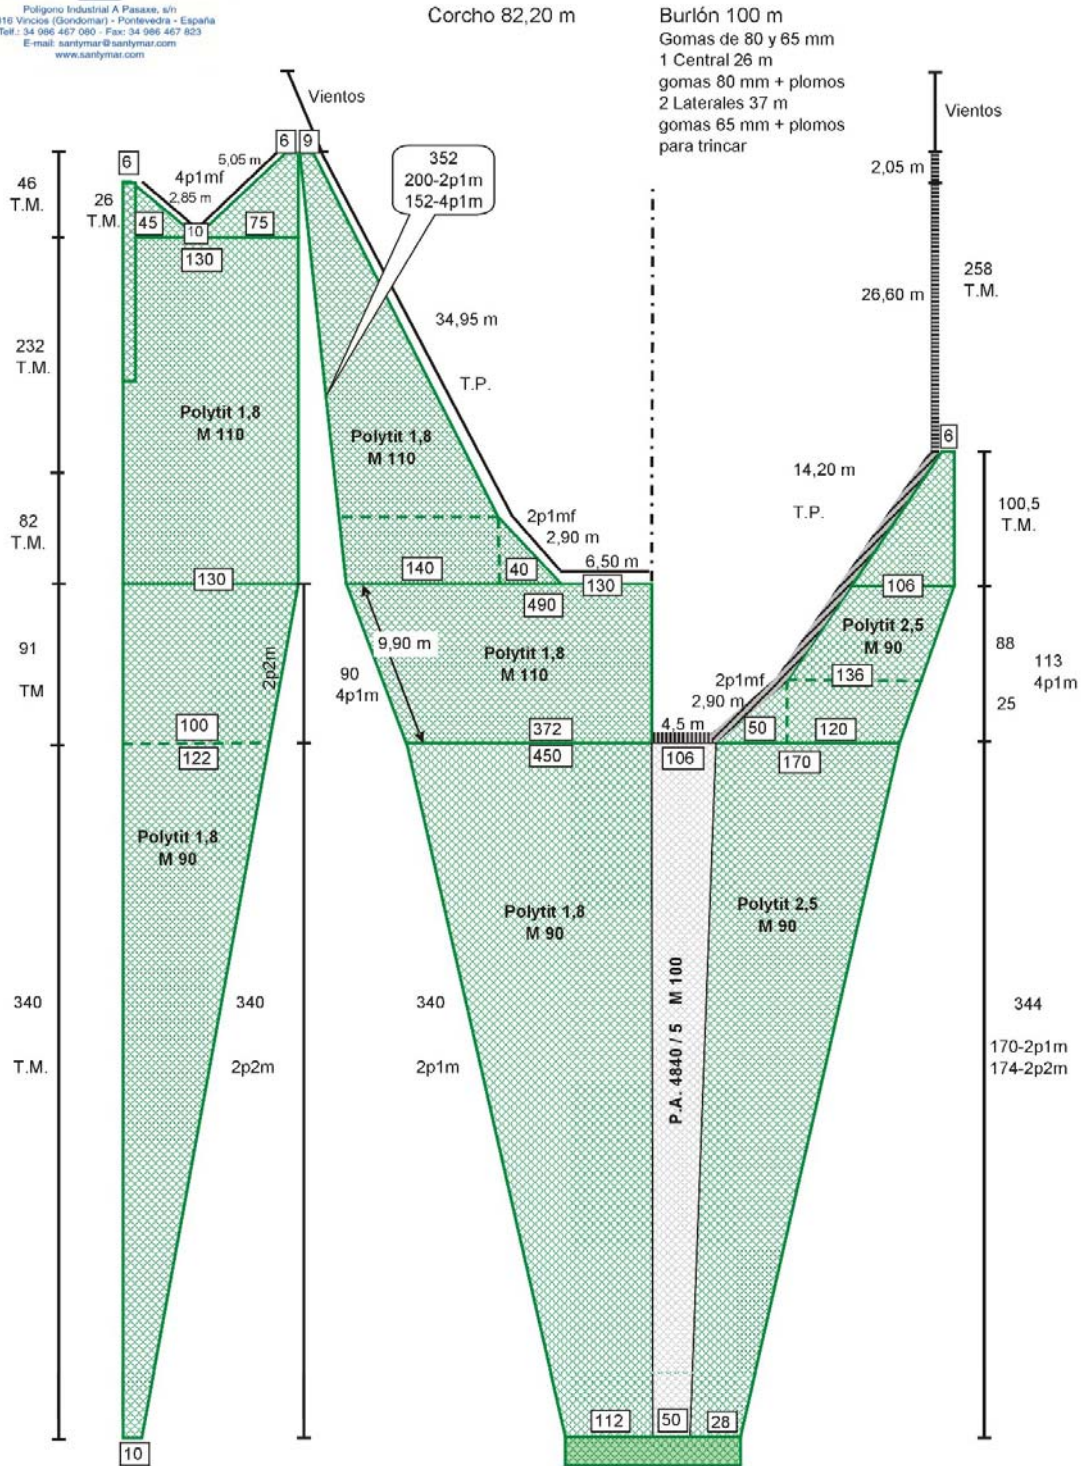 Polígono Industrial A Pasaxe, s/n
316 Vincios (Gondomar) - Pontevedra - España
Telf.: 34 986 467 080 - Fax: 34 986 467 823
E-mail: santymar@santymar.com
www.santymar.com
Corcho 82,20 m
Burlón 100 m
Gomas de 80 y 65 mm
1 Central 26 m
gomas 80 mm + plomos
2 Laterales 37 m
gomas 65 mm + plomos
para trincar
Vientos
Vientos
6
5,05 m
4p1mf
2,85 m
6
9
46
T.M.
26
T.M.
45
10
75
130
352
200-2p1m
152-4p1m
2,05 m
26,60 m
258
T.M.
34,95 m
T.P.
232
T.M.
Polytit 1,8
M 110
Polytit 1,8
M 110
6
14,20 m
T.P.
100,5
T.M.
82
T.M.
2p1mf
2,90 m
6,50 m
130
140
40
130
106
490
91
TM
2p2m
9,90 m
90
4p1m
Polytit 1,8
M 110
Polytit 2,5
M 90
88
113
4p1m
25
136
2p1mf
2,90 m
4,5 m
50
120
100
122
372
450
106
170
Polytit 1,8
M 90
Polytit 1,8
M 90
Polytit 2,5
M 90
P.A. 4840 / 5 M 100
340
T.M.
340
2p2m
340
2p1m
344
170-2p1m
174-2p2m
112
50
28
10